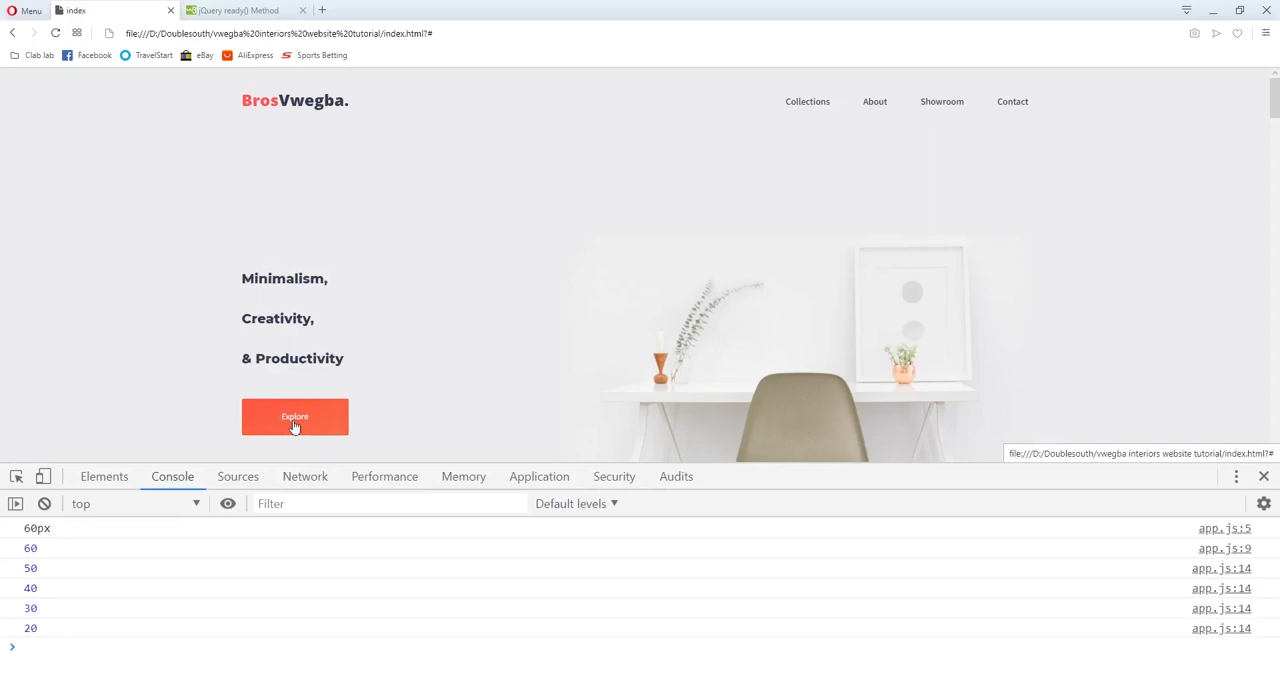 Menu
index
jQuery ready() Method
file:///D:/Doublesouth/vwegba%20interiors%20website%20tutorial/index.html?#
Clab lab Facebook TravelStart eBay AliExpress Sports Betting
BrosVwegba.
Collections About Showroom Contact
Minimalism,
Creativity,
& Productivity
Explore
file:///D:/Doublesouth/vwegba interiors website tutorial/index.html?#
Elements Console Sources Network Performance Memory Application Security Audits
top Filter Default levels
60px app.js:5
60 app.js:9
50 app.js:14
40 app.js:14
30 app.js:14
20 app.js:14